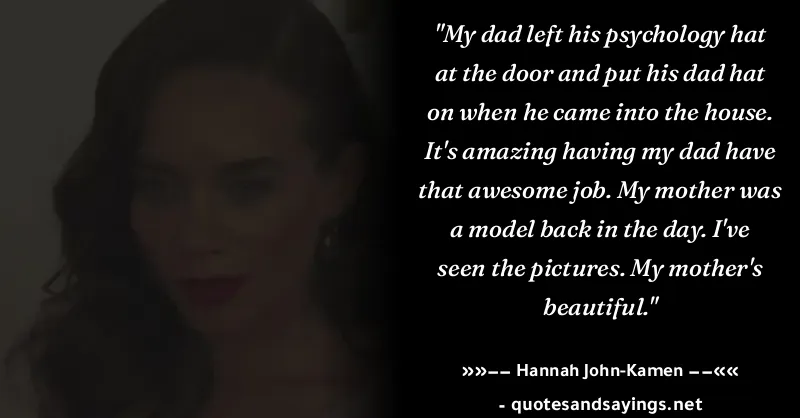 "My dad left his psychology hat
at the door and put his dad hat
on when he came into the house.
It's amazing having my dad have
that awesome job. My mother was
a model back in the day. I've
seen the pictures. My mother's
beautiful."
»»–– Hannah John-Kamen ––««
- quotesandsayings.net